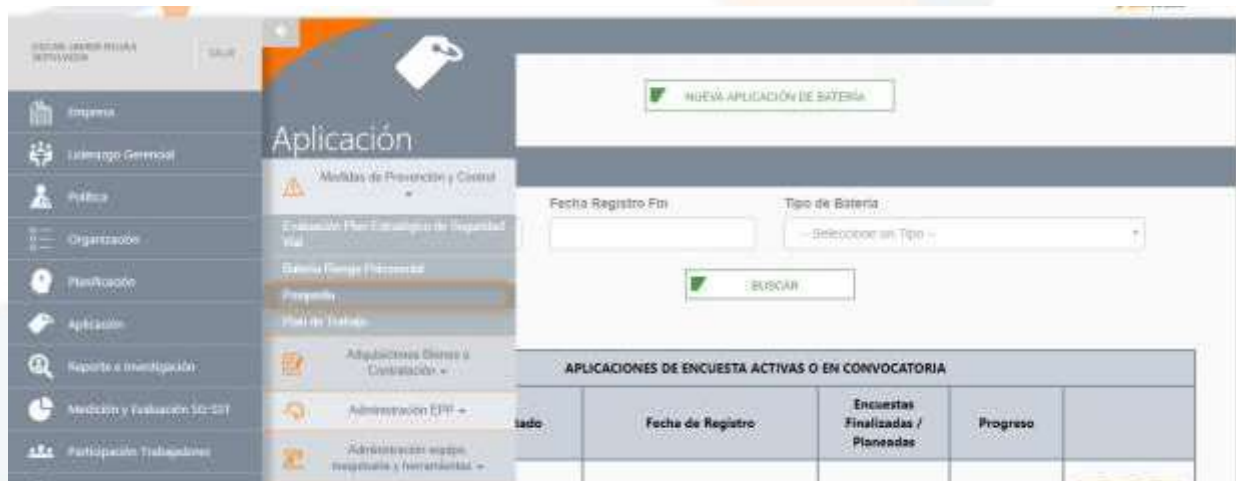 SALIR
Empresa
Liderazgo Gerencial
Política
Organización
Planificación
Aplicación
Reporte e Investigación
Medición y Evaluación SG-SST
Participación Trabajadores
Aplicación
Medidas de Prevención y Control
Evaluación Plan Estratégico de Seguridad
Vial
Batería Riesgo Psicosocial
Plan de Trabajo
Adquisiciones Bienes o
Contratación
Administración EPP
Administración equipo,
maquinaria y herramientas
NUEVA APLICACIÓN DE BATERÍA
Fecha Registro Fin
Tipo de Batería
-- Seleccione un Tipo --
BUSCAR
APLICACIONES DE ENCUESTA ACTIVAS O EN CONVOCATORIA
tado
Fecha de Registro
Encuestas
Finalizadas /
Planeadas
Progreso